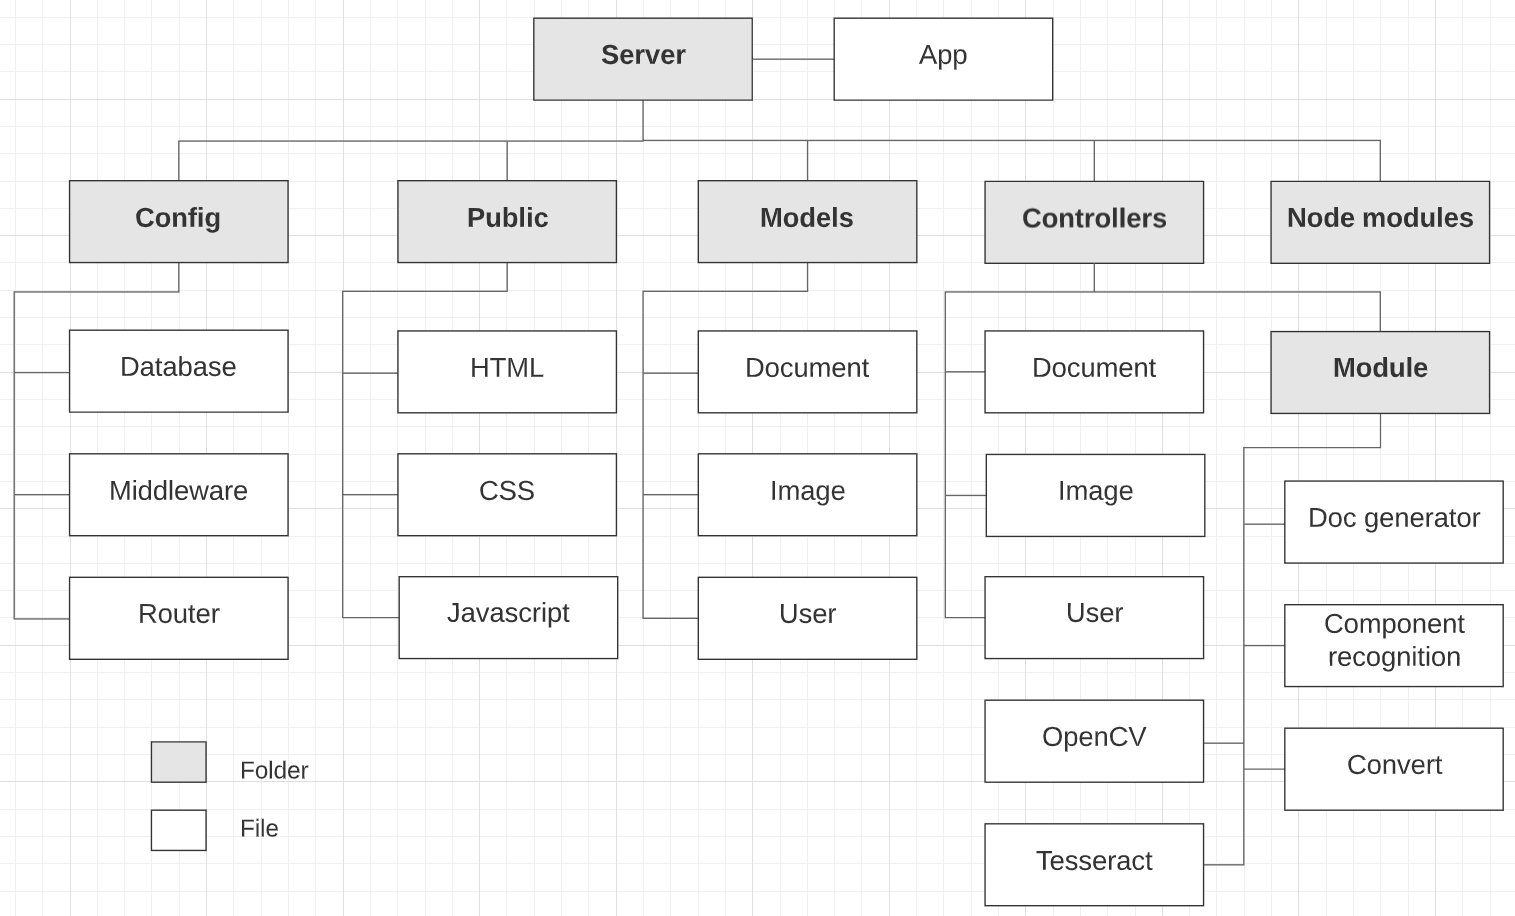 Server
App
Config
Public
Models
Controllers
Node modules
Database
HTML
Document
Document
Module
Middleware
CSS
Image
Image
Doc generator
Router
Javascript
User
User
Component
recognition
OpenCV
Convert
Folder
File
Tesseract